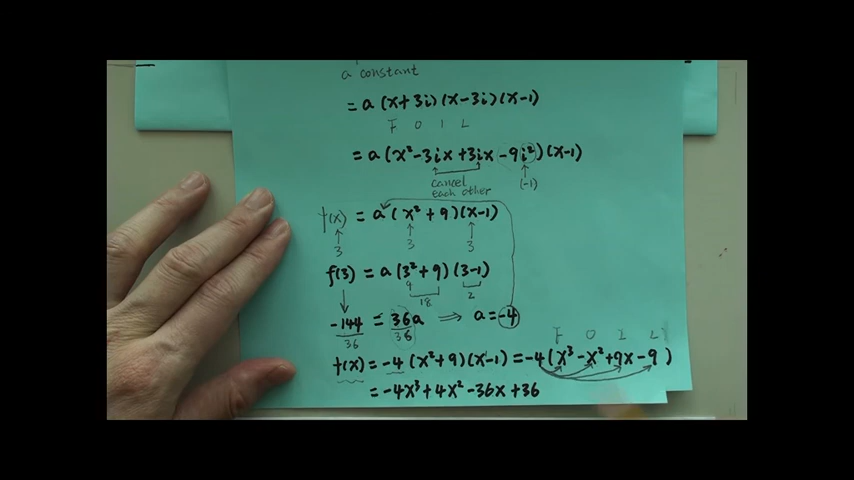 a constant
= a (x+3i) (x-3i) (x-1)
F O I L
= a (x² - 3ix + 3ix - 9i²) (x-1)
cancel each other
(-1)
f(x) = a (x² + 9) (x-1)
3 3 3
f(3) = a (3² + 9) (3-1)
9
18 2
-144/36 = 36a/36 ⟹ a = -4
F O I L
f(x) = -4 (x²+9) (x-1) = -4 (x³ - x² + 9x - 9)
= -4x³ + 4x² - 36x + 36